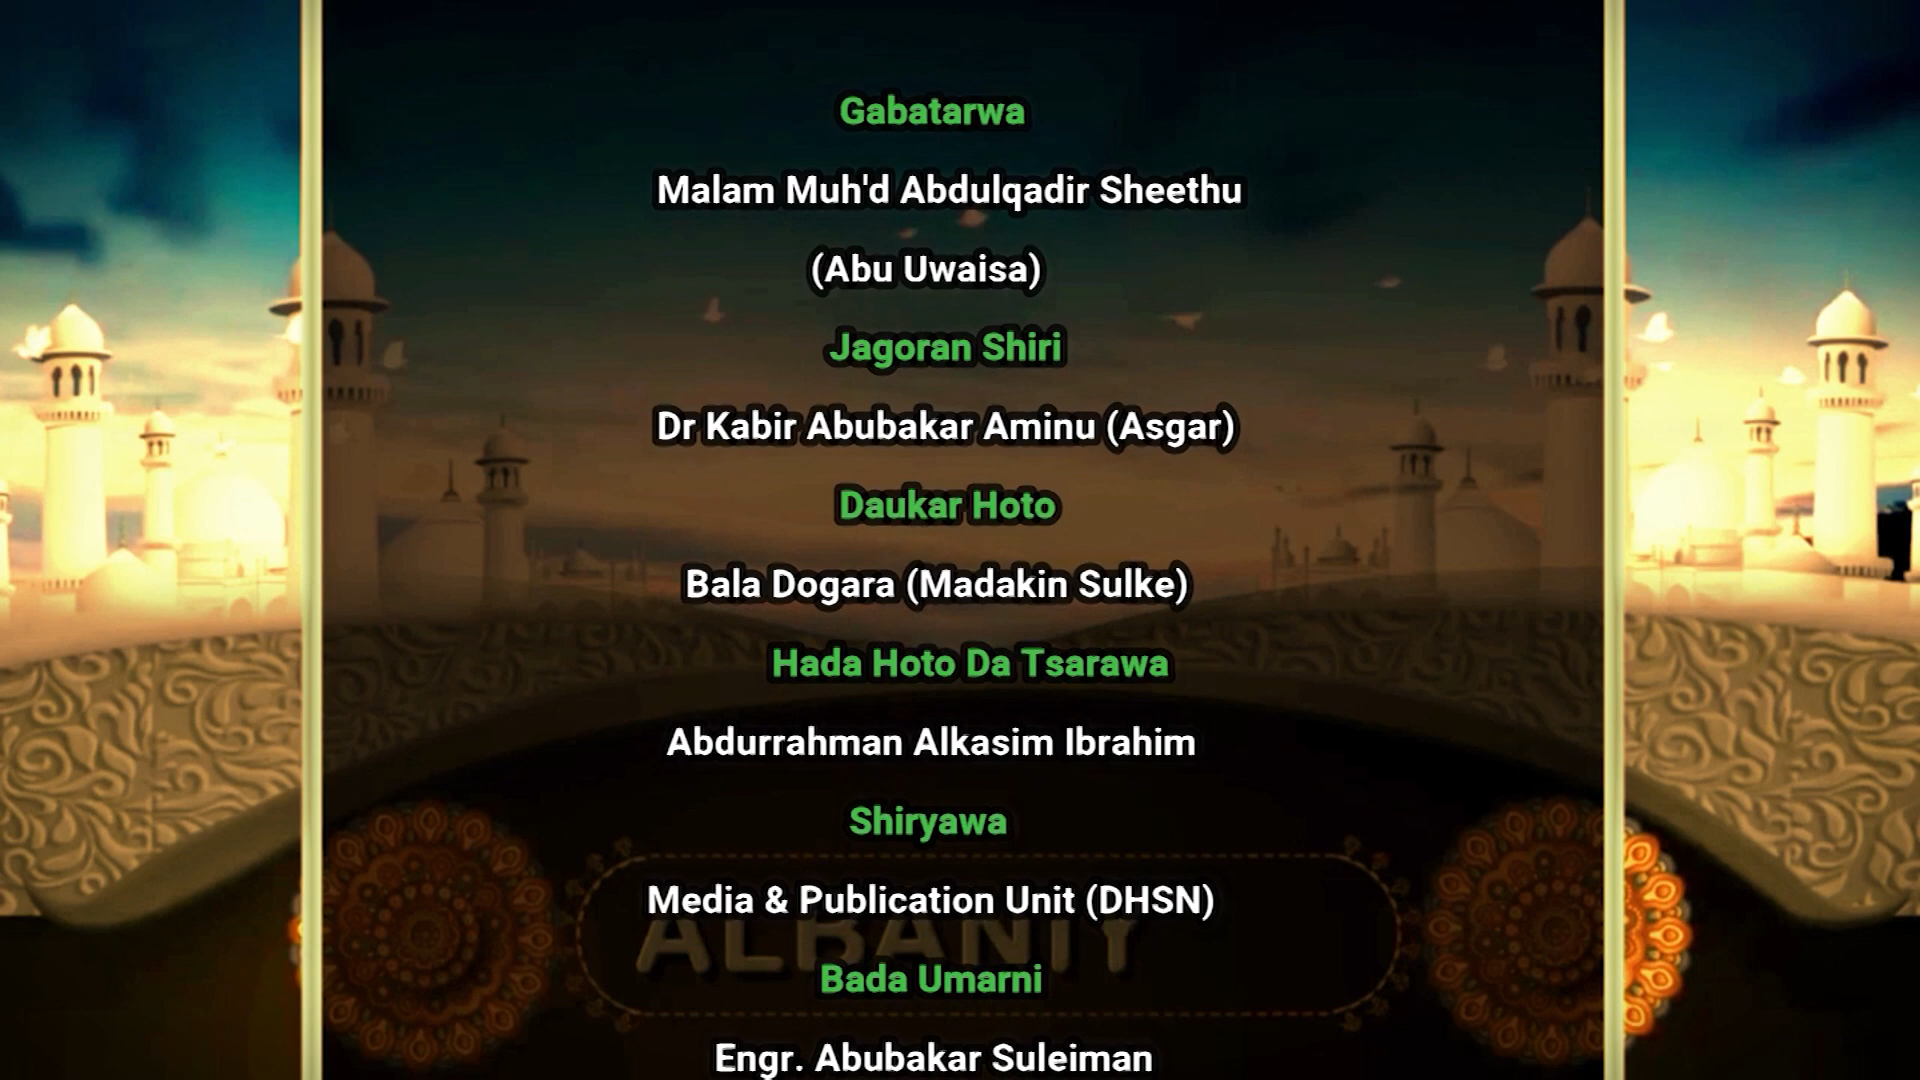 Gabatarwa
Malam Muh'd Abdulqadir Sheethu
(Abu Uwaisa)
Jagoran Shiri
Dr Kabir Abubakar Aminu (Asgar)
Daukar Hoto
Bala Dogara (Madakin Sulke)
Hada Hoto Da Tsarawa
Abdurrahman Alkasim Ibrahim
Shiryawa
Media & Publication Unit (DHSN)
ALBANIY
Bada Umarni
Engr. Abubakar Suleiman